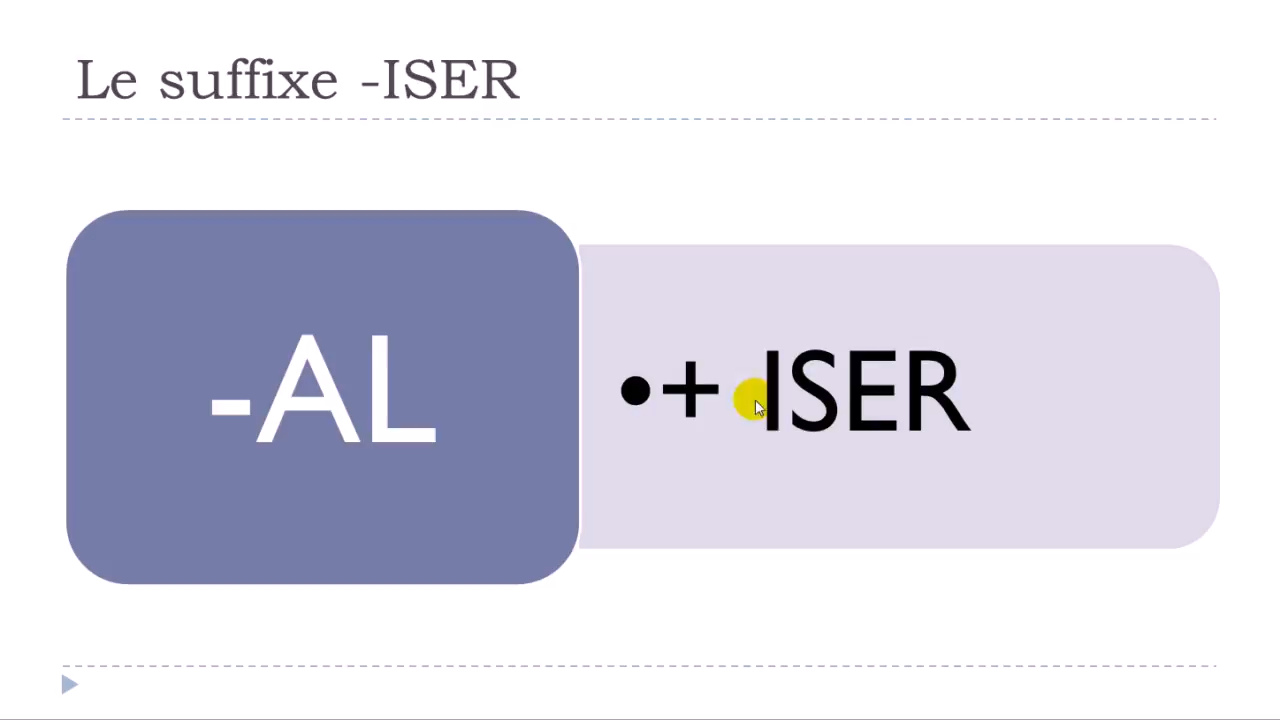 Le suffixe -ISER
-AL
•+ ISER